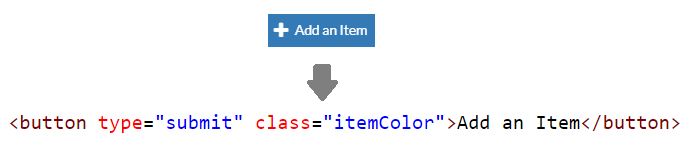 Add an Item
<button type="submit" class="itemColor">Add an Item</button>